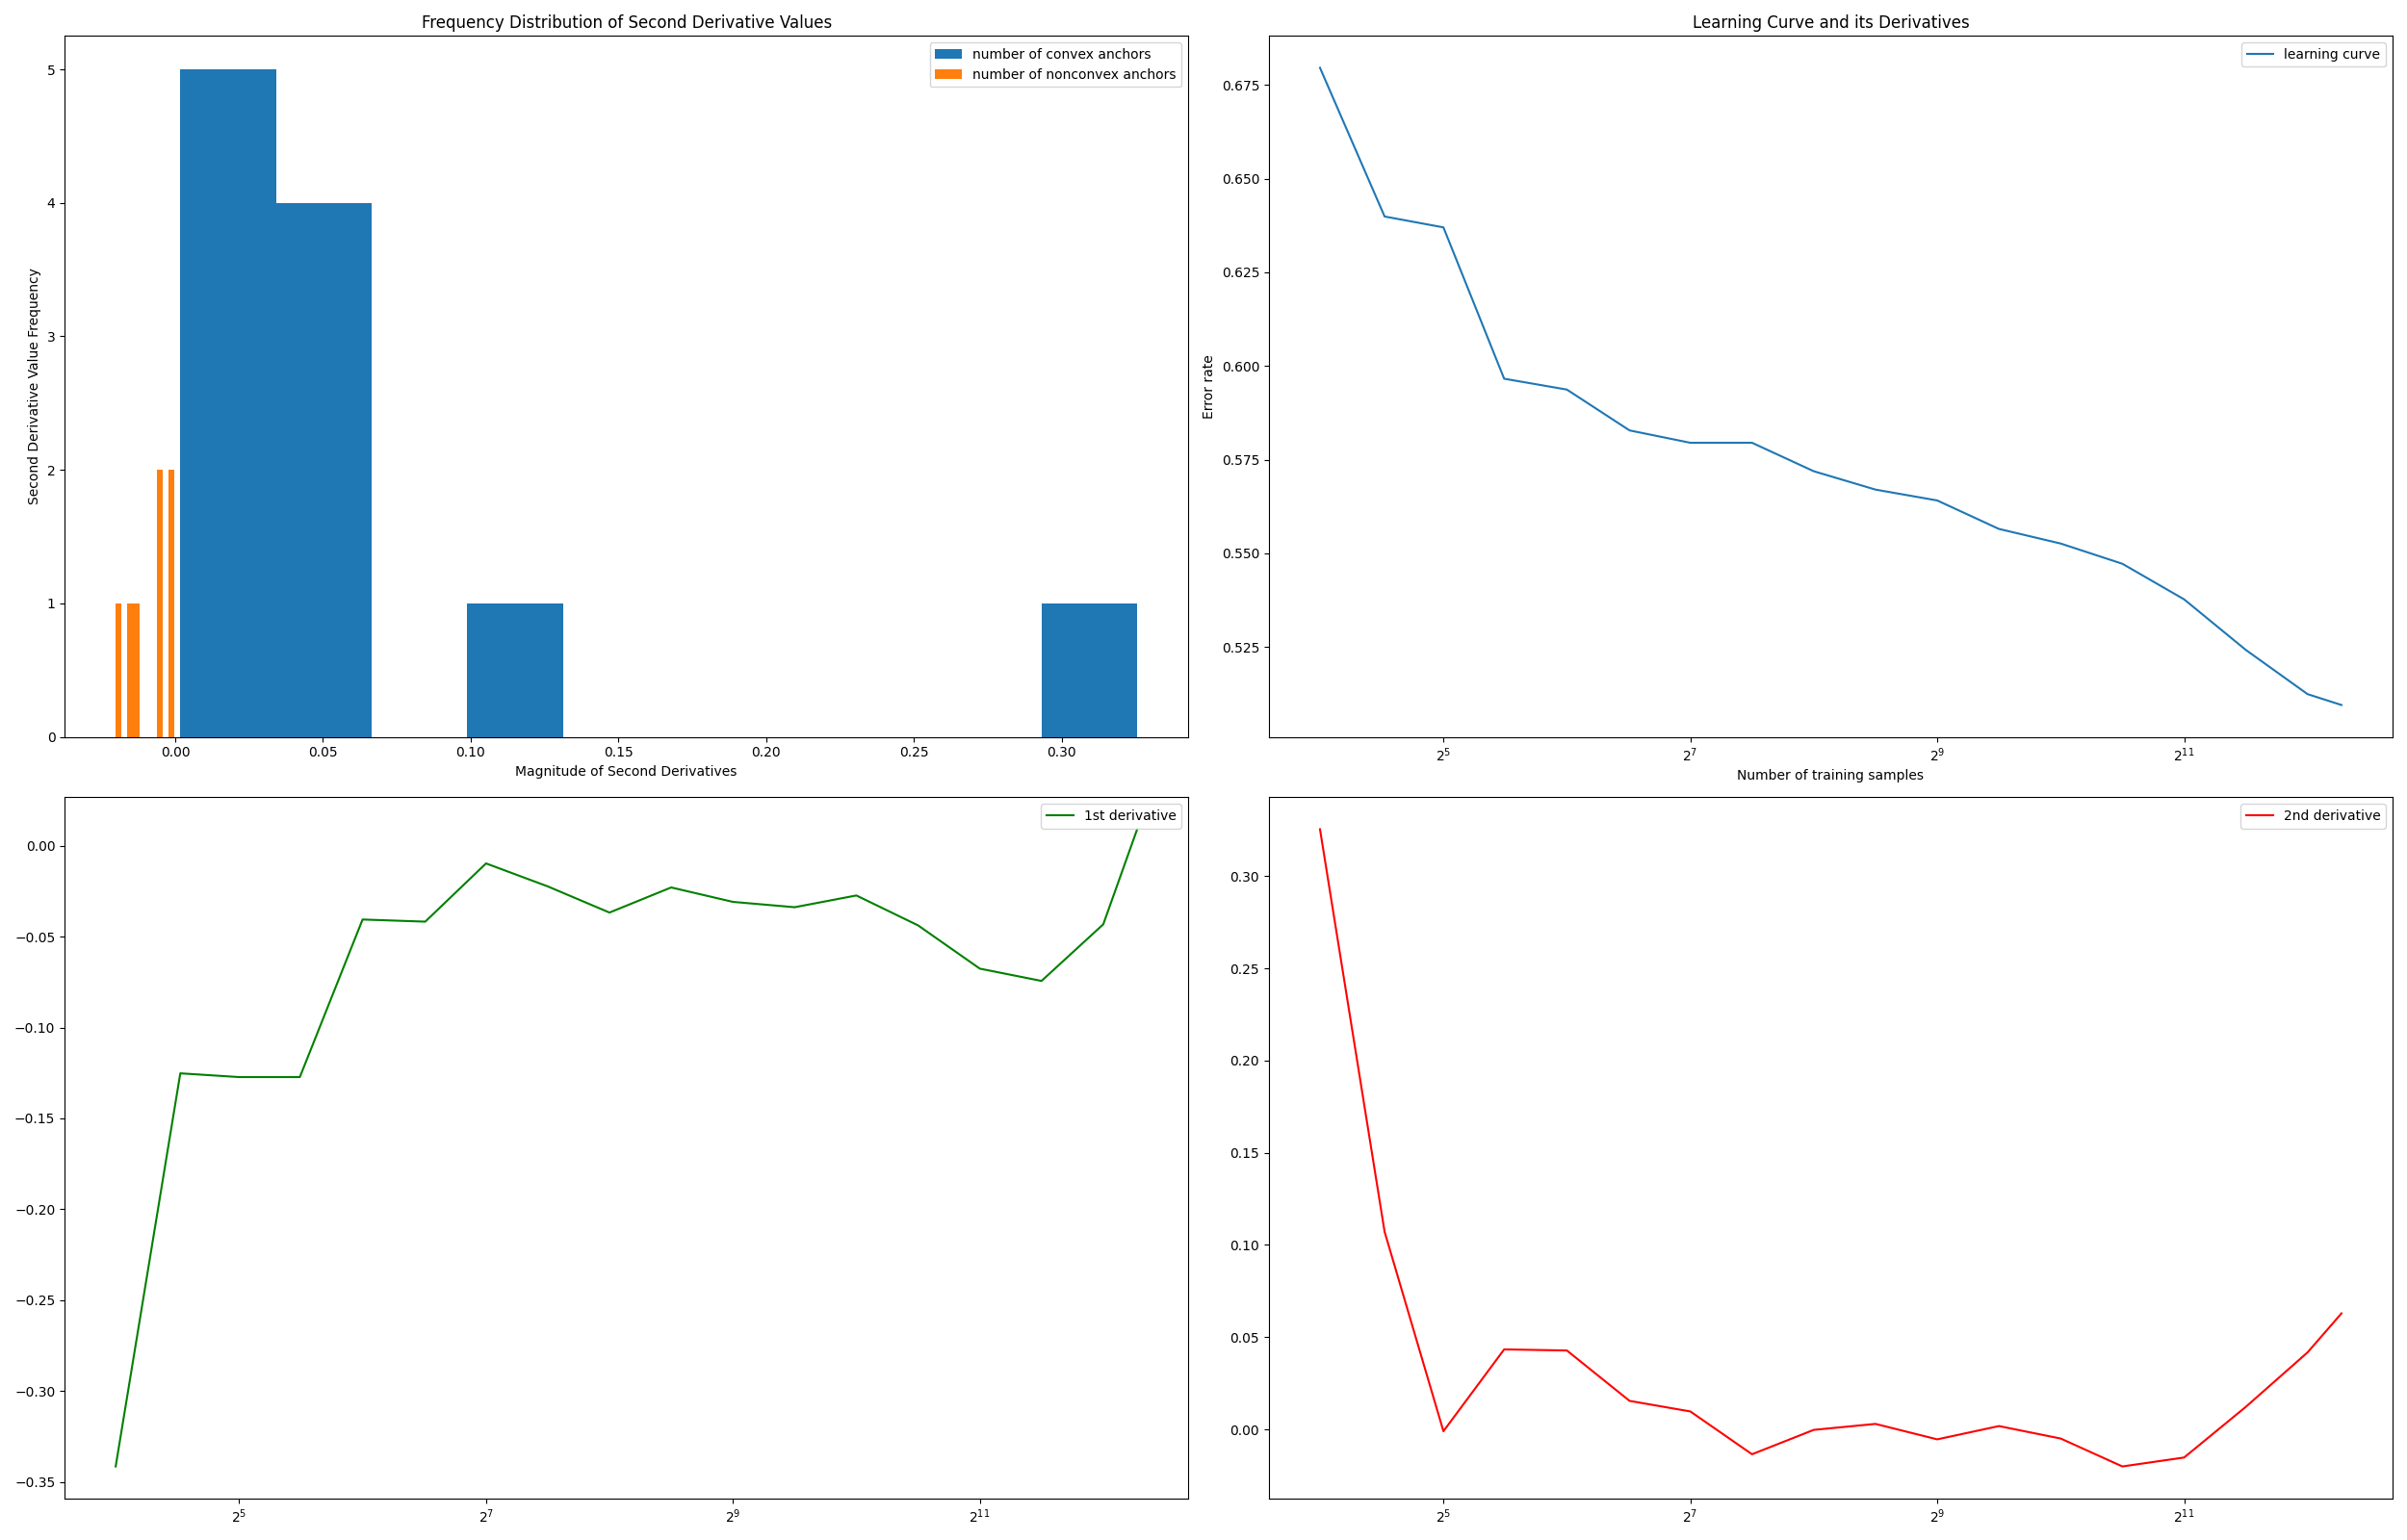 Frequency Distribution of Second Derivative Values
number of convex anchors
number of nonconvex anchors
Second Derivative Value Frequency
5
4
3
2
1
0
0.00 0.05 0.10 0.15 0.20 0.25 0.30
Magnitude of Second Derivatives
Learning Curve and its Derivatives
learning curve
Error rate
0.675
0.650
0.625
0.600
0.575
0.550
0.525
2^5 2^7 2^9 2^11
Number of training samples
1st derivative
0.00
−0.05
−0.10
−0.15
−0.20
−0.25
−0.30
−0.35
2^5 2^7 2^9 2^11
2nd derivative
0.30
0.25
0.20
0.15
0.10
0.05
0.00
2^5 2^7 2^9 2^11